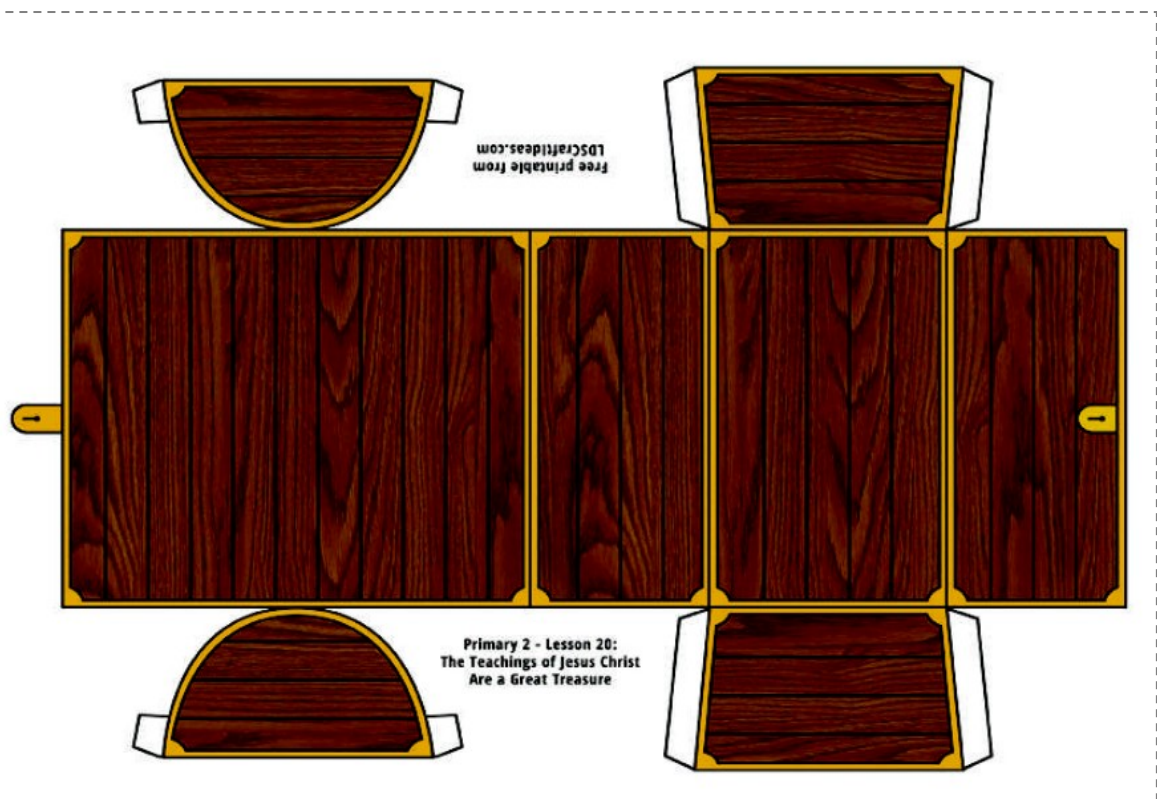 Free printable from
LDSCraftIdeas.com
Primary 2 - Lesson 20:
The Teachings of Jesus Christ
Are a Great Treasure